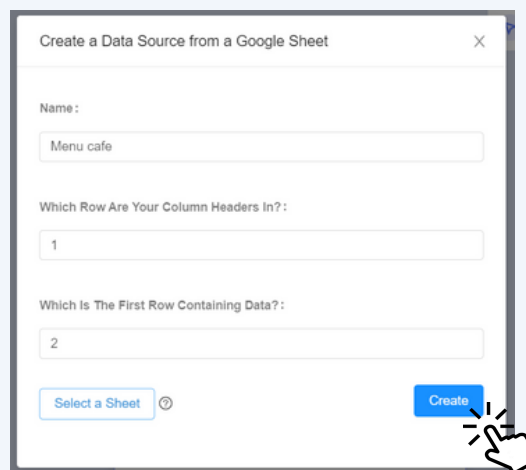 Create a Data Source from a Google Sheet
Name :
Menu cafe
Which Row Are Your Column Headers In? :
1
Which Is The First Row Containing Data? :
2
Select a Sheet
Create